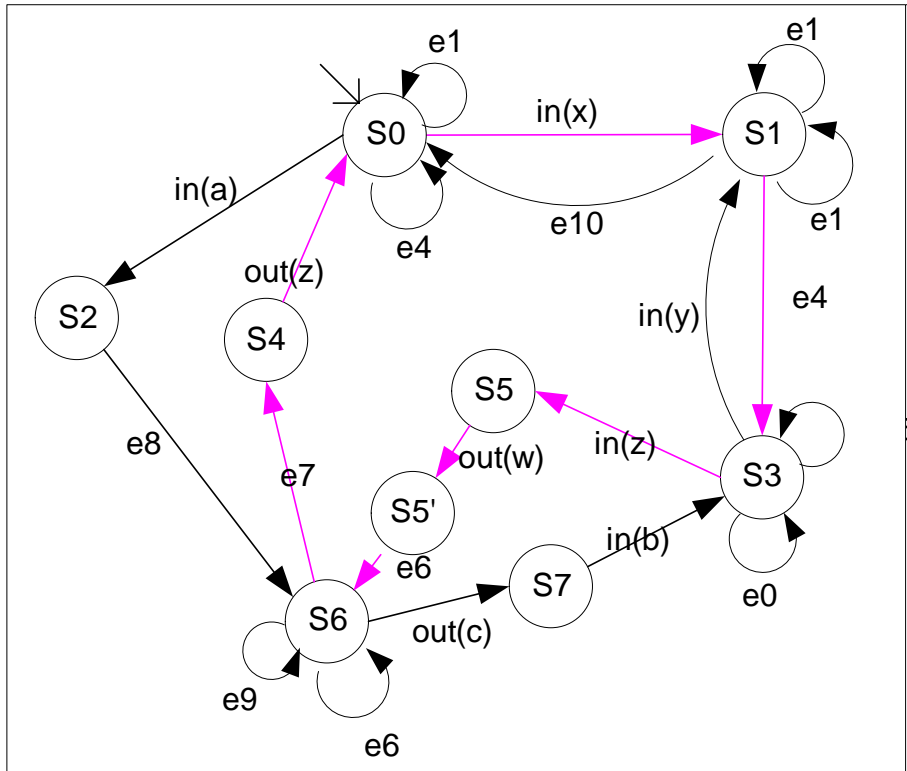 e1
e1
in(x)
S0
S1
in(a)
e10
e1
e4
out(z)
e4
S2
in(y)
S4
S5
e8
in(z)
out(w)
e7
S3
S5'
in(b)
e6
S7
e0
S6
out(c)
e9
e6